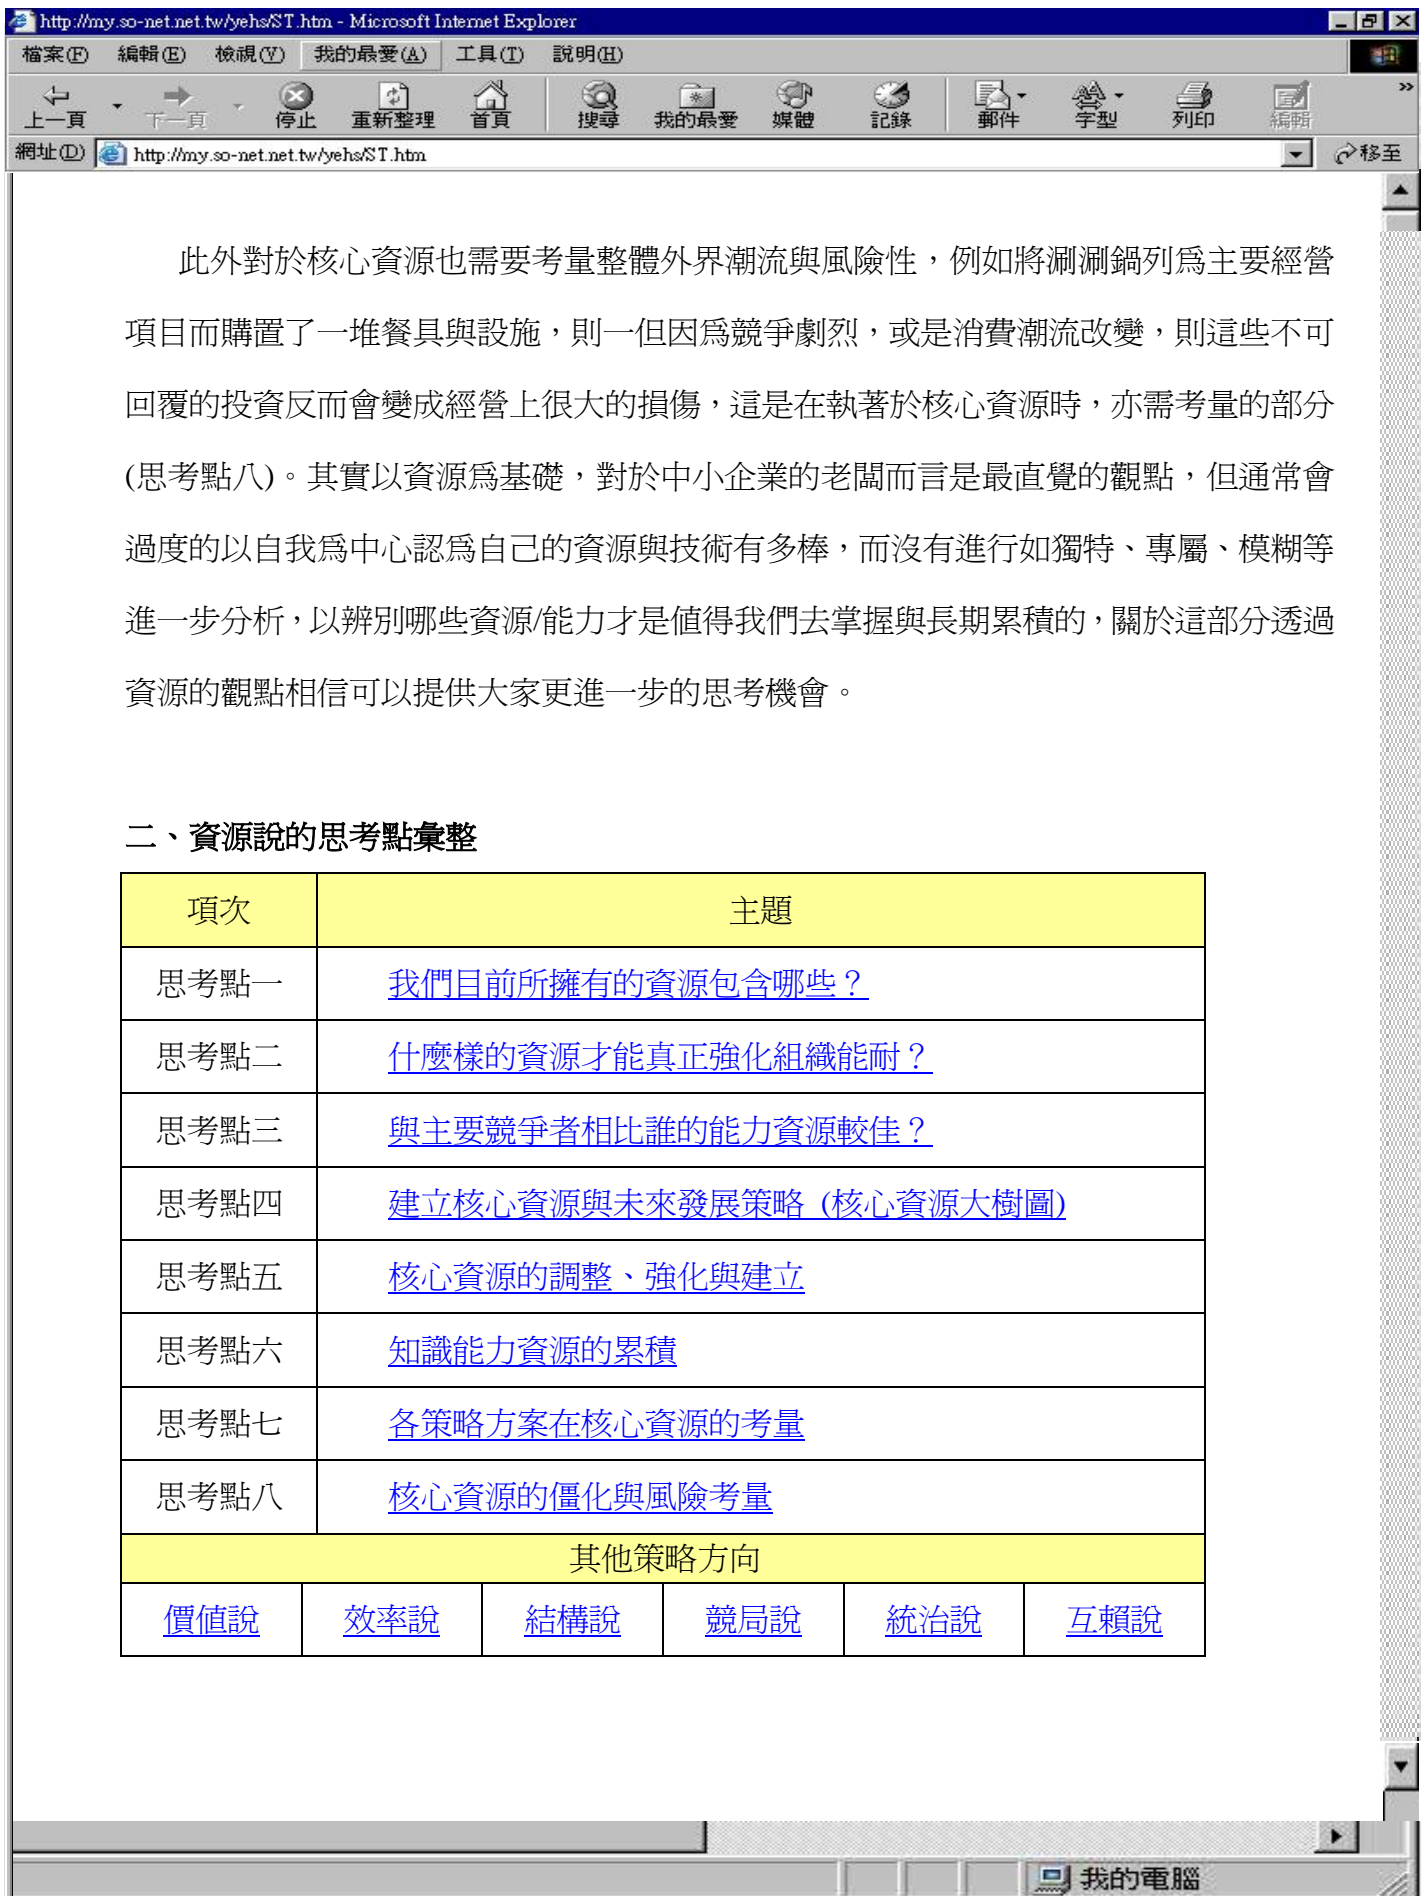 http://my.so-net.net.tw/yehs/ST.htm - Microsoft Internet Explorer
檔案(F) 編輯(E) 檢視(V) 我的最愛(A) 工具(T) 說明(H)
上一頁 下一頁 停止 重新整理 首頁 搜尋 我的最愛 媒體 記錄 郵件 字型 列印 編輯 »
網址(D) http://my.so-net.net.tw/yehs/ST.htm 移至
此外對於核心資源也需要考量整體外界潮流與風險性，例如將涮涮鍋列為主要經營
項目而購置了一堆餐具與設施，則一但因為競爭劇烈，或是消費潮流改變，則這些不可
回覆的投資反而會變成經營上很大的損傷，這是在執著於核心資源時，亦需考量的部分
(思考點八)。其實以資源為基礎，對於中小企業的老闆而言是最直覺的觀點，但通常會
過度的以自我為中心認為自己的資源與技術有多棒，而沒有進行如獨特、專屬、模糊等
進一步分析，以辨別哪些資源/能力才是值得我們去掌握與長期累積的，關於這部分透過
資源的觀點相信可以提供大家更進一步的思考機會。
二、資源說的思考點彙整
項次 主題
思考點一 我們目前所擁有的資源包含哪些？
思考點二 什麼樣的資源才能真正強化組織能耐？
思考點三 與主要競爭者相比誰的能力資源較佳？
思考點四 建立核心資源與未來發展策略 (核心資源大樹圖)
思考點五 核心資源的調整、強化與建立
思考點六 知識能力資源的累積
思考點七 各策略方案在核心資源的考量
思考點八 核心資源的僵化與風險考量
其他策略方向
價值說 效率說 結構說 競局說 統治說 互賴說
我的電腦